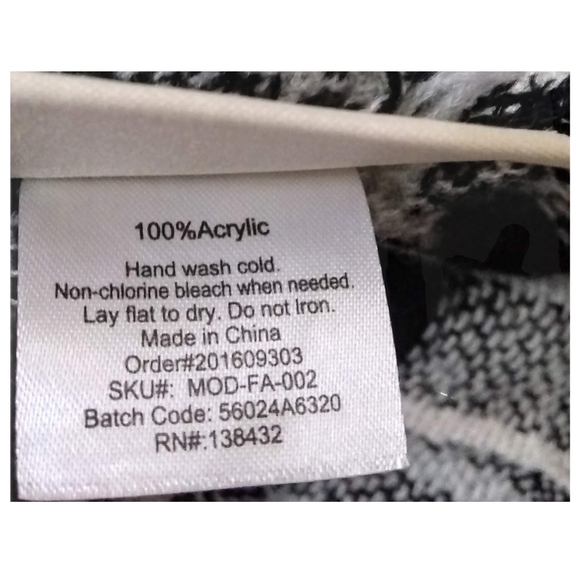 100%Acrylic
Hand wash cold.
Non-chlorine bleach when needed.
Lay flat to dry. Do not Iron.
Made in China
Order#201609303
SKU#: MOD-FA-002
Batch Code: 56024A6320
RN#:138432